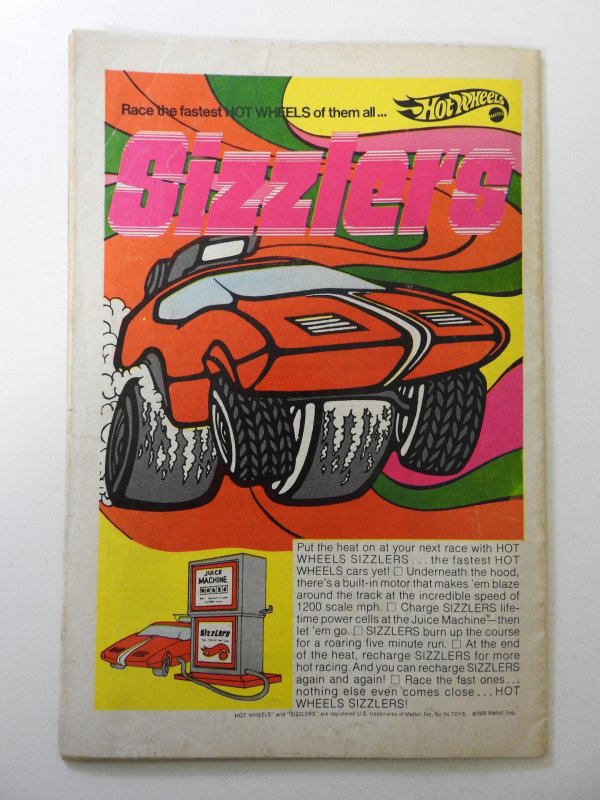 Race the fastest HOT WHEELS of them all...
HOT WHEELS
MATTEL
Sizzlers
JUICE
MACHINE
Sizzlers
Put the heat on at your next race with HOT
WHEELS SIZZLERS . . . the fastest HOT
WHEELS cars yet! □ Underneath the hood,
there's a built-in motor that makes 'em blaze
around the track at the incredible speed of
1200 scale mph. □ Charge SIZZLERS life-
time power cells at the Juice Machine™—then
let 'em go. □ SIZZLERS burn up the course
for a roaring five minute run. □ At the end
of the heat, recharge SIZZLERS for more
hot racing. And you can recharge SIZZLERS
again and again! □ Race the fast ones...
nothing else even comes close . . . HOT
WHEELS SIZZLERS!
HOT WHEELS® and "SIZZLERS" are registered U.S. trademarks of Mattel, Inc. for its TOYS. ©1970 Mattel, Inc.